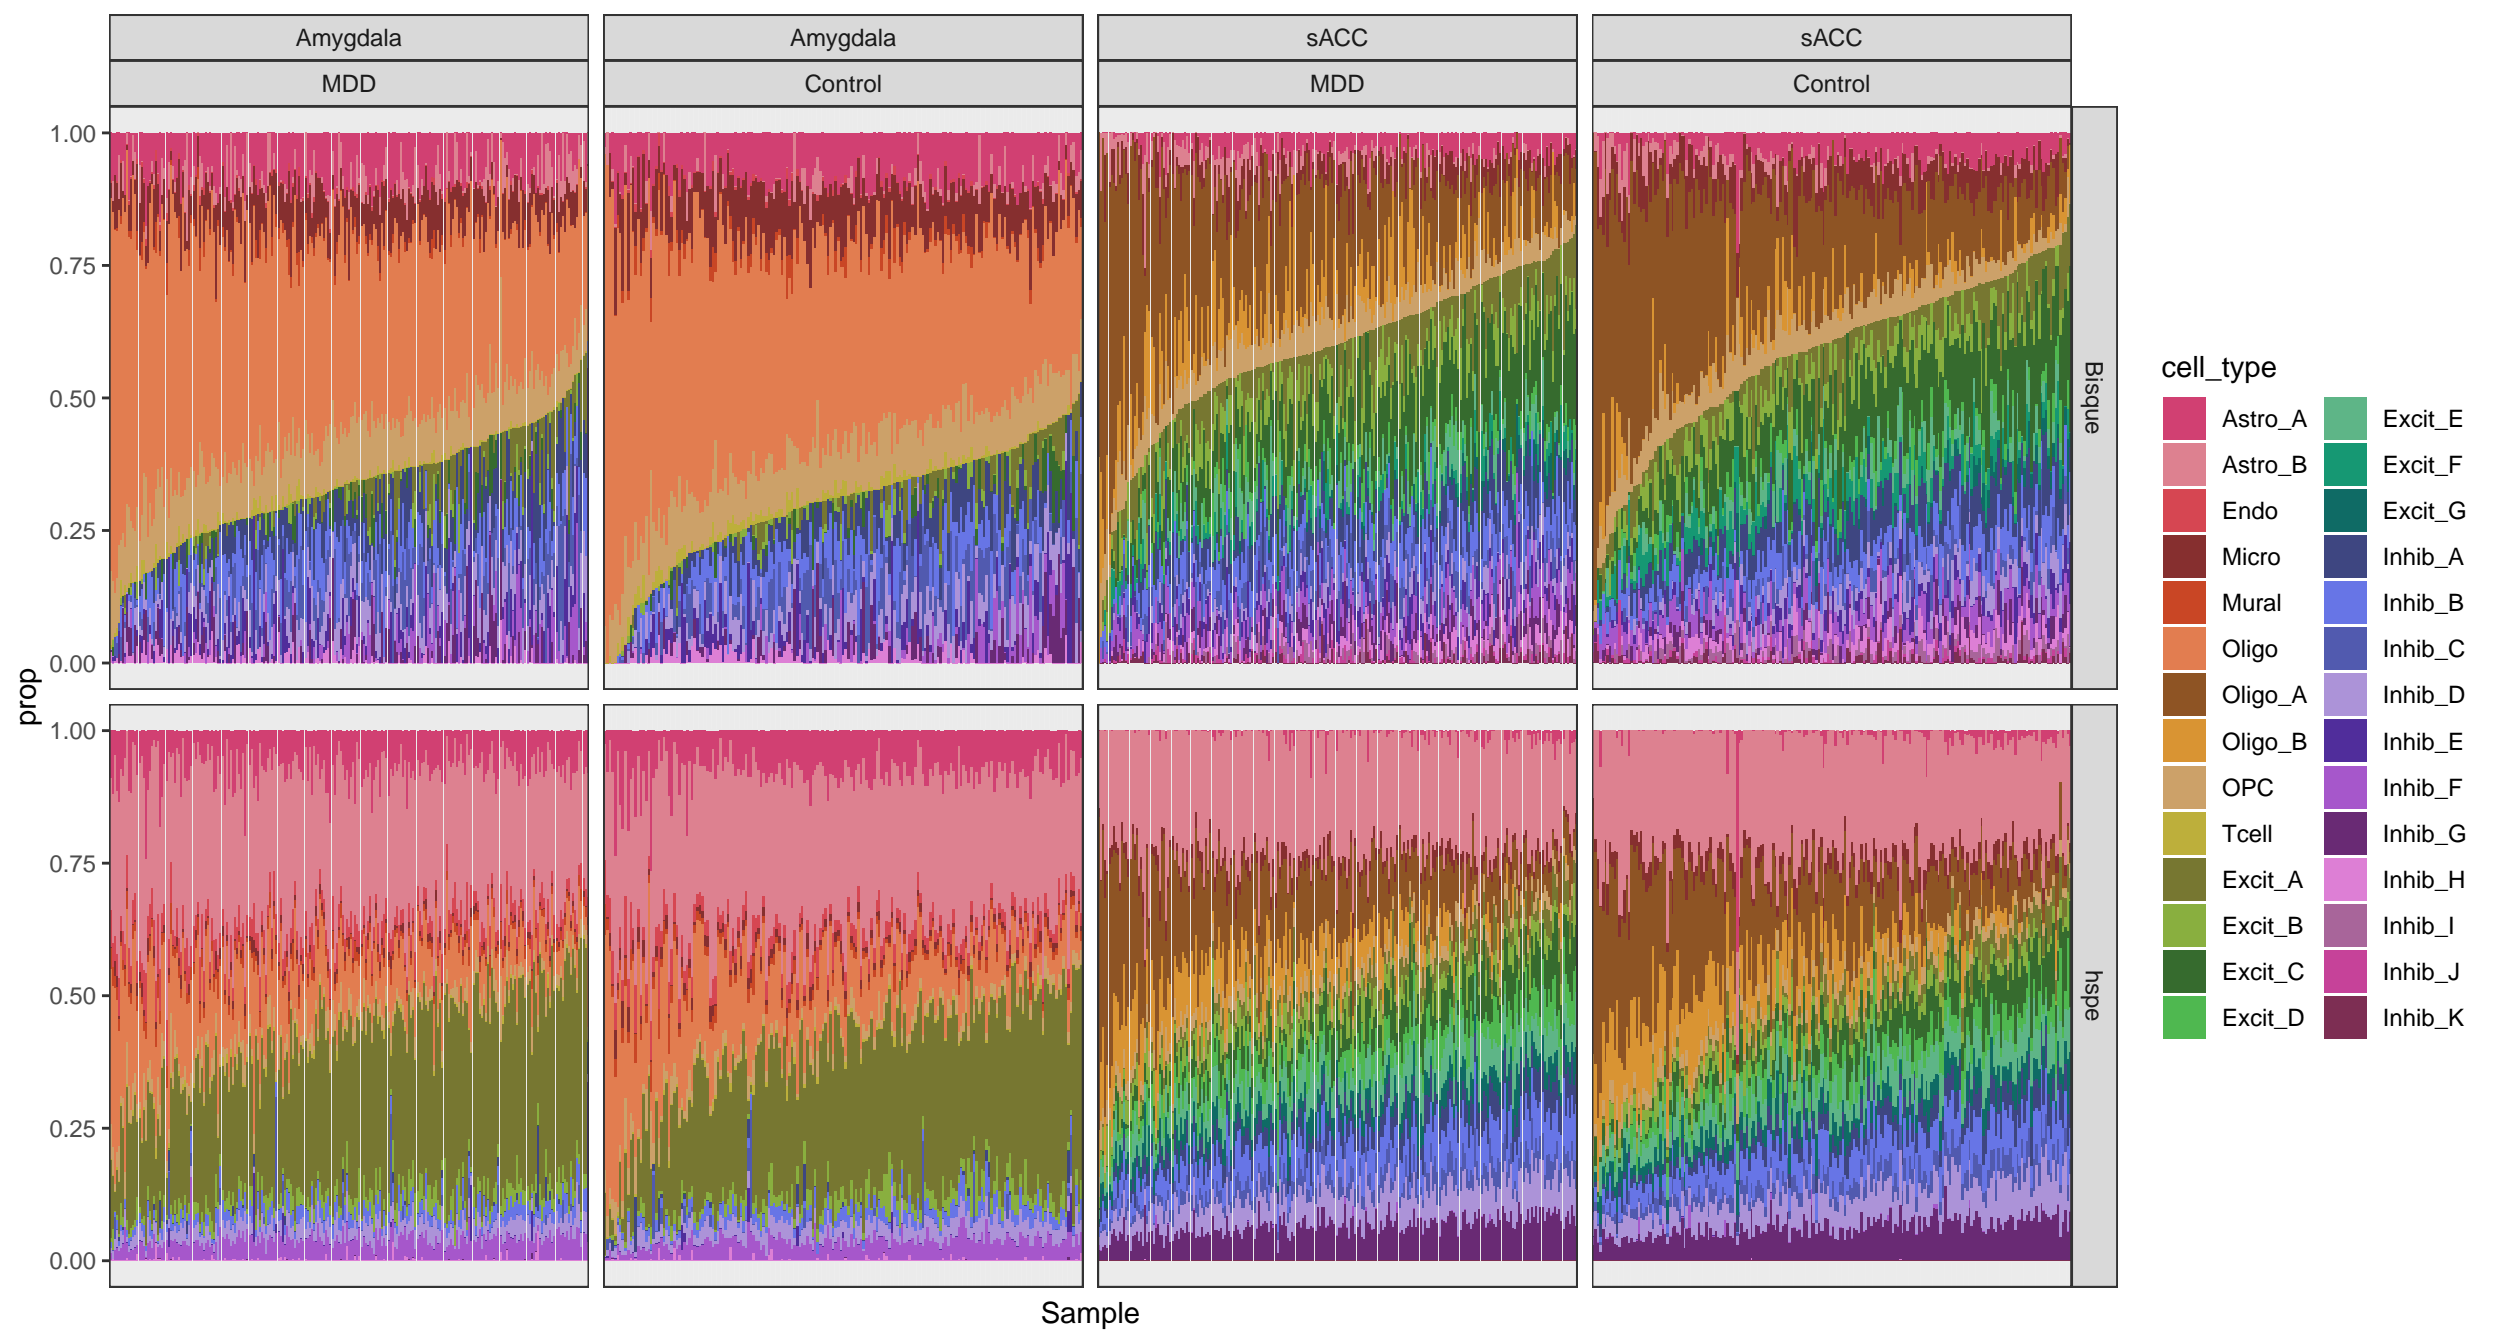 Amygdala
Amygdala
sACC
sACC
MDD
Control
MDD
Control
1.00
0.75
0.50
0.25
0.00
Bisque
1.00
0.75
0.50
0.25
0.00
hspe
prop
Sample
cell_type
Astro_A
Astro_B
Endo
Micro
Mural
Oligo
Oligo_A
Oligo_B
OPC
Tcell
Excit_A
Excit_B
Excit_C
Excit_D
Excit_E
Excit_F
Excit_G
Inhib_A
Inhib_B
Inhib_C
Inhib_D
Inhib_E
Inhib_F
Inhib_G
Inhib_H
Inhib_I
Inhib_J
Inhib_K